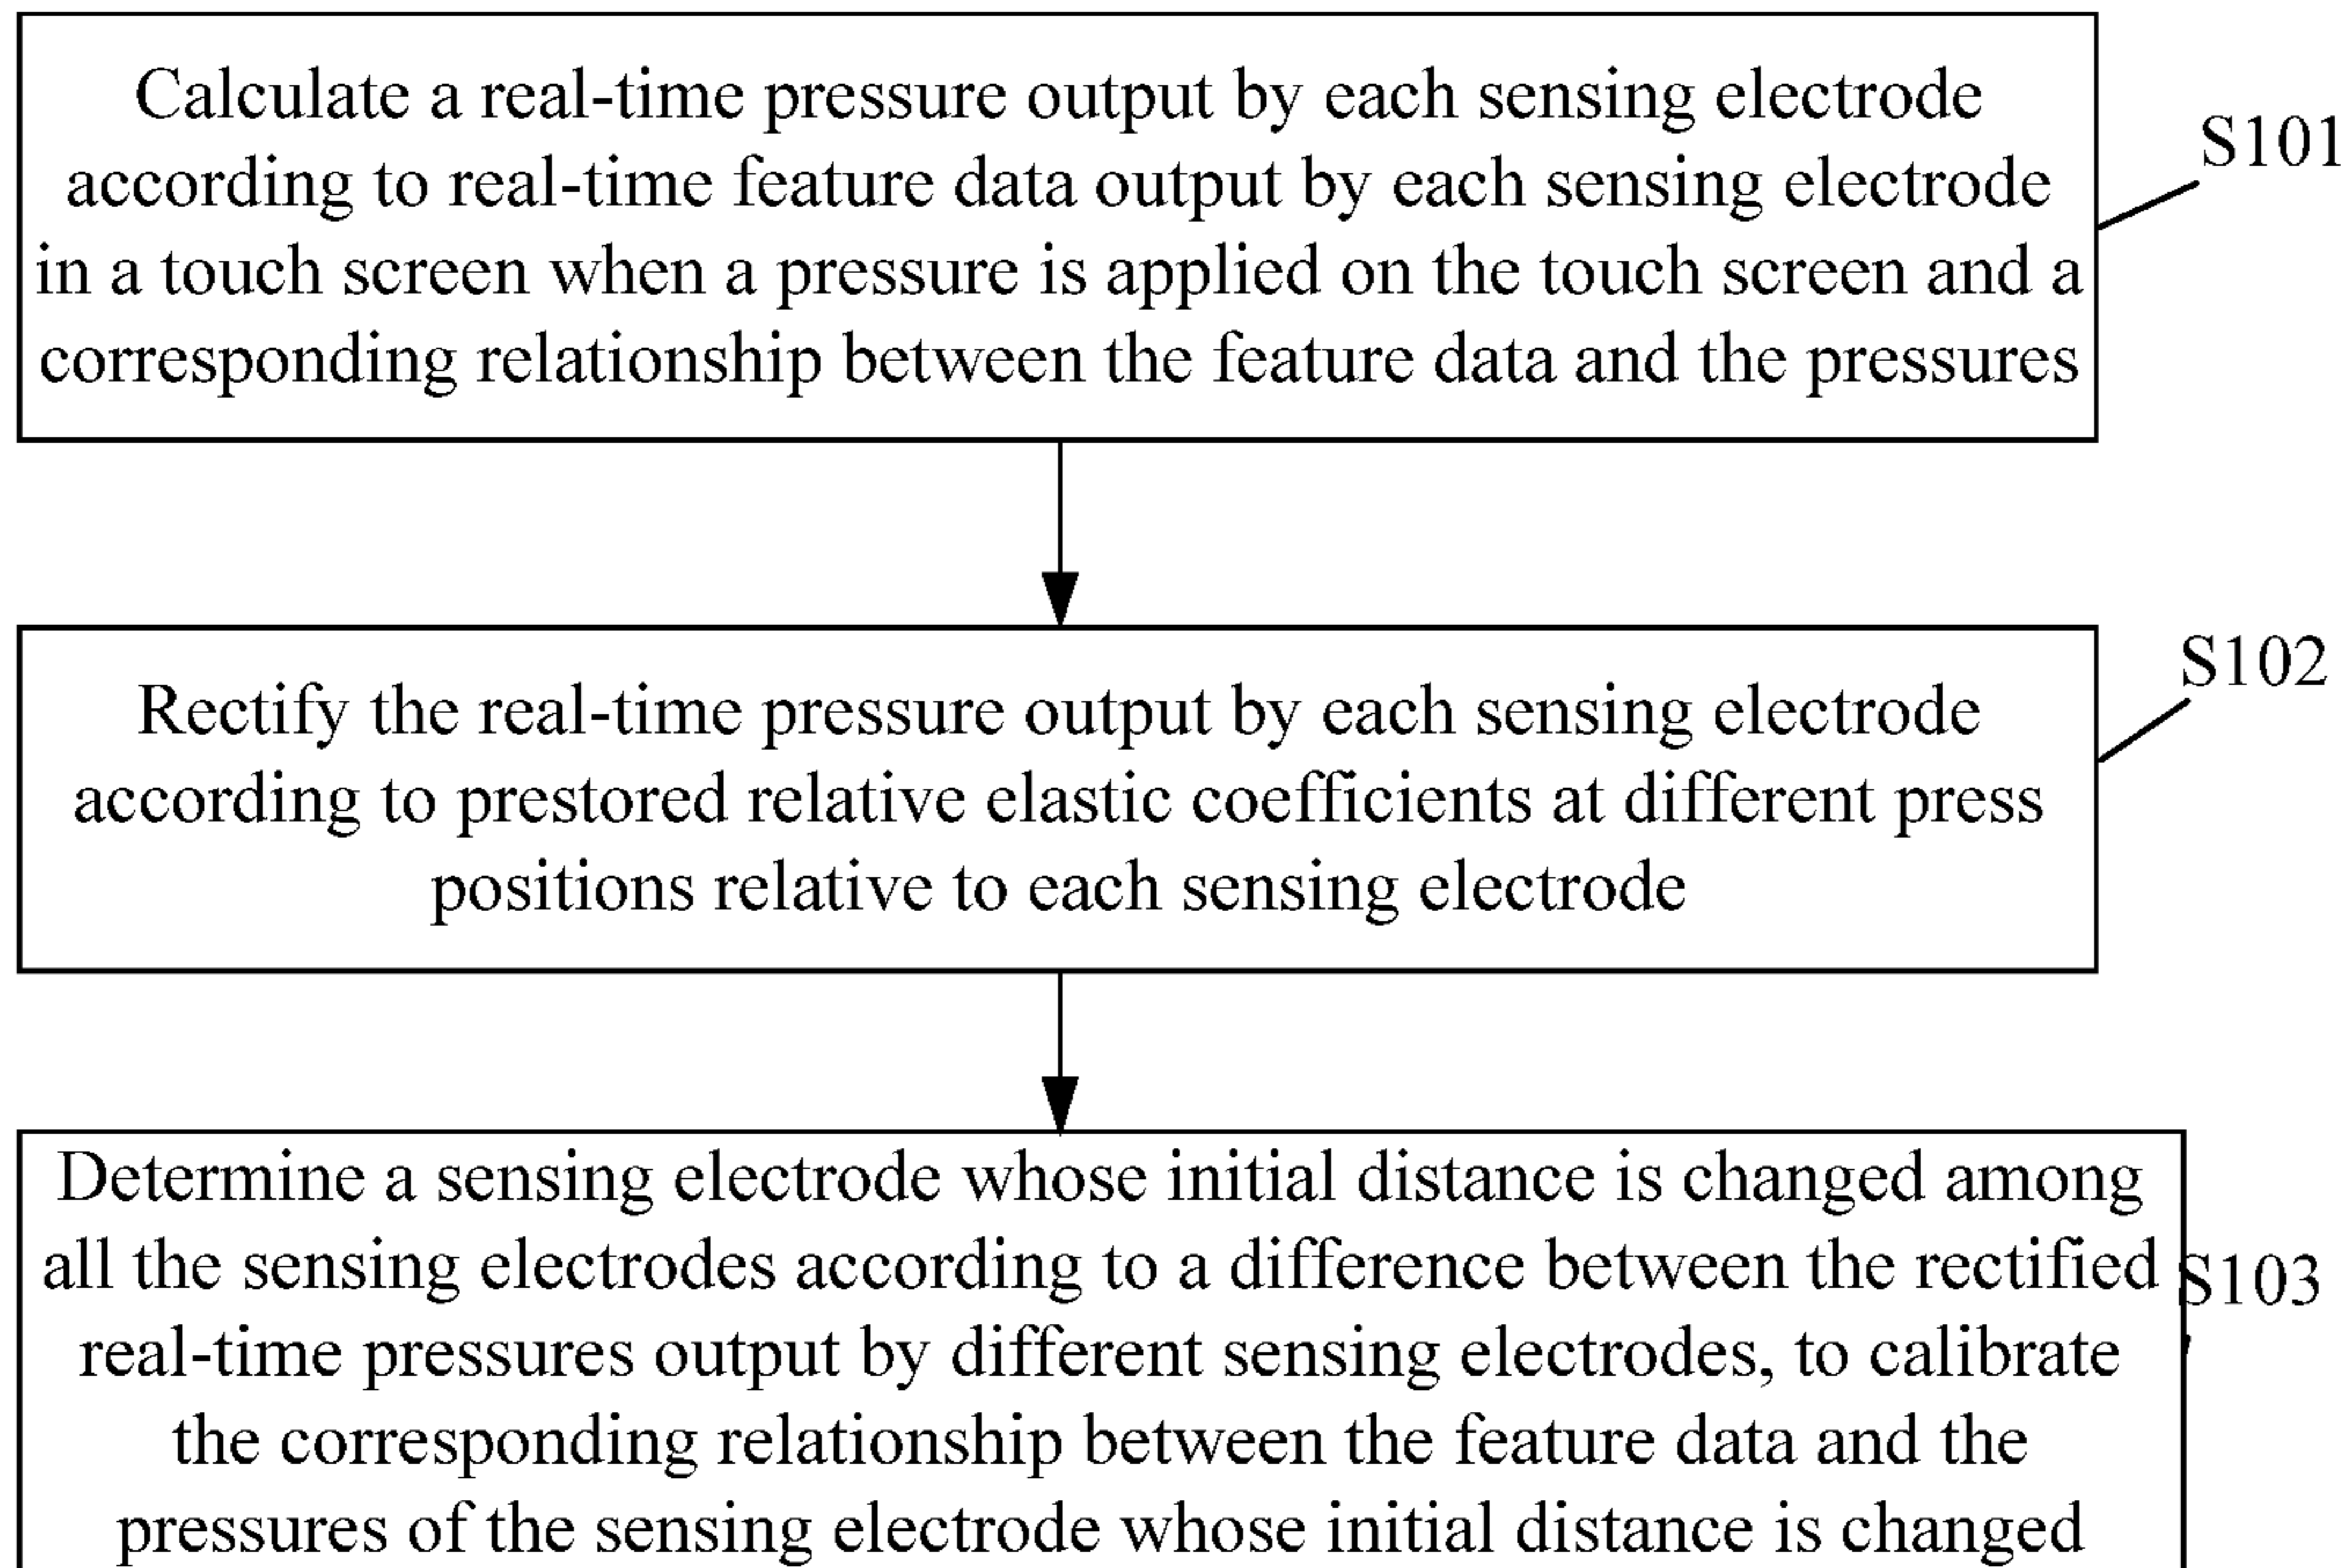 Calculate a real-time pressure output by each sensing electrode
according to real-time feature data output by each sensing electrode
in a touch screen when a pressure is applied on the touch screen and a
corresponding relationship between the feature data and the pressures
S101
Rectify the real-time pressure output by each sensing electrode
according to prestored relative elastic coefficients at different press
positions relative to each sensing electrode
S102
Determine a sensing electrode whose initial distance is changed among
all the sensing electrodes according to a difference between the rectified
real-time pressures output by different sensing electrodes, to calibrate
the corresponding relationship between the feature data and the
pressures of the sensing electrode whose initial distance is changed
S103